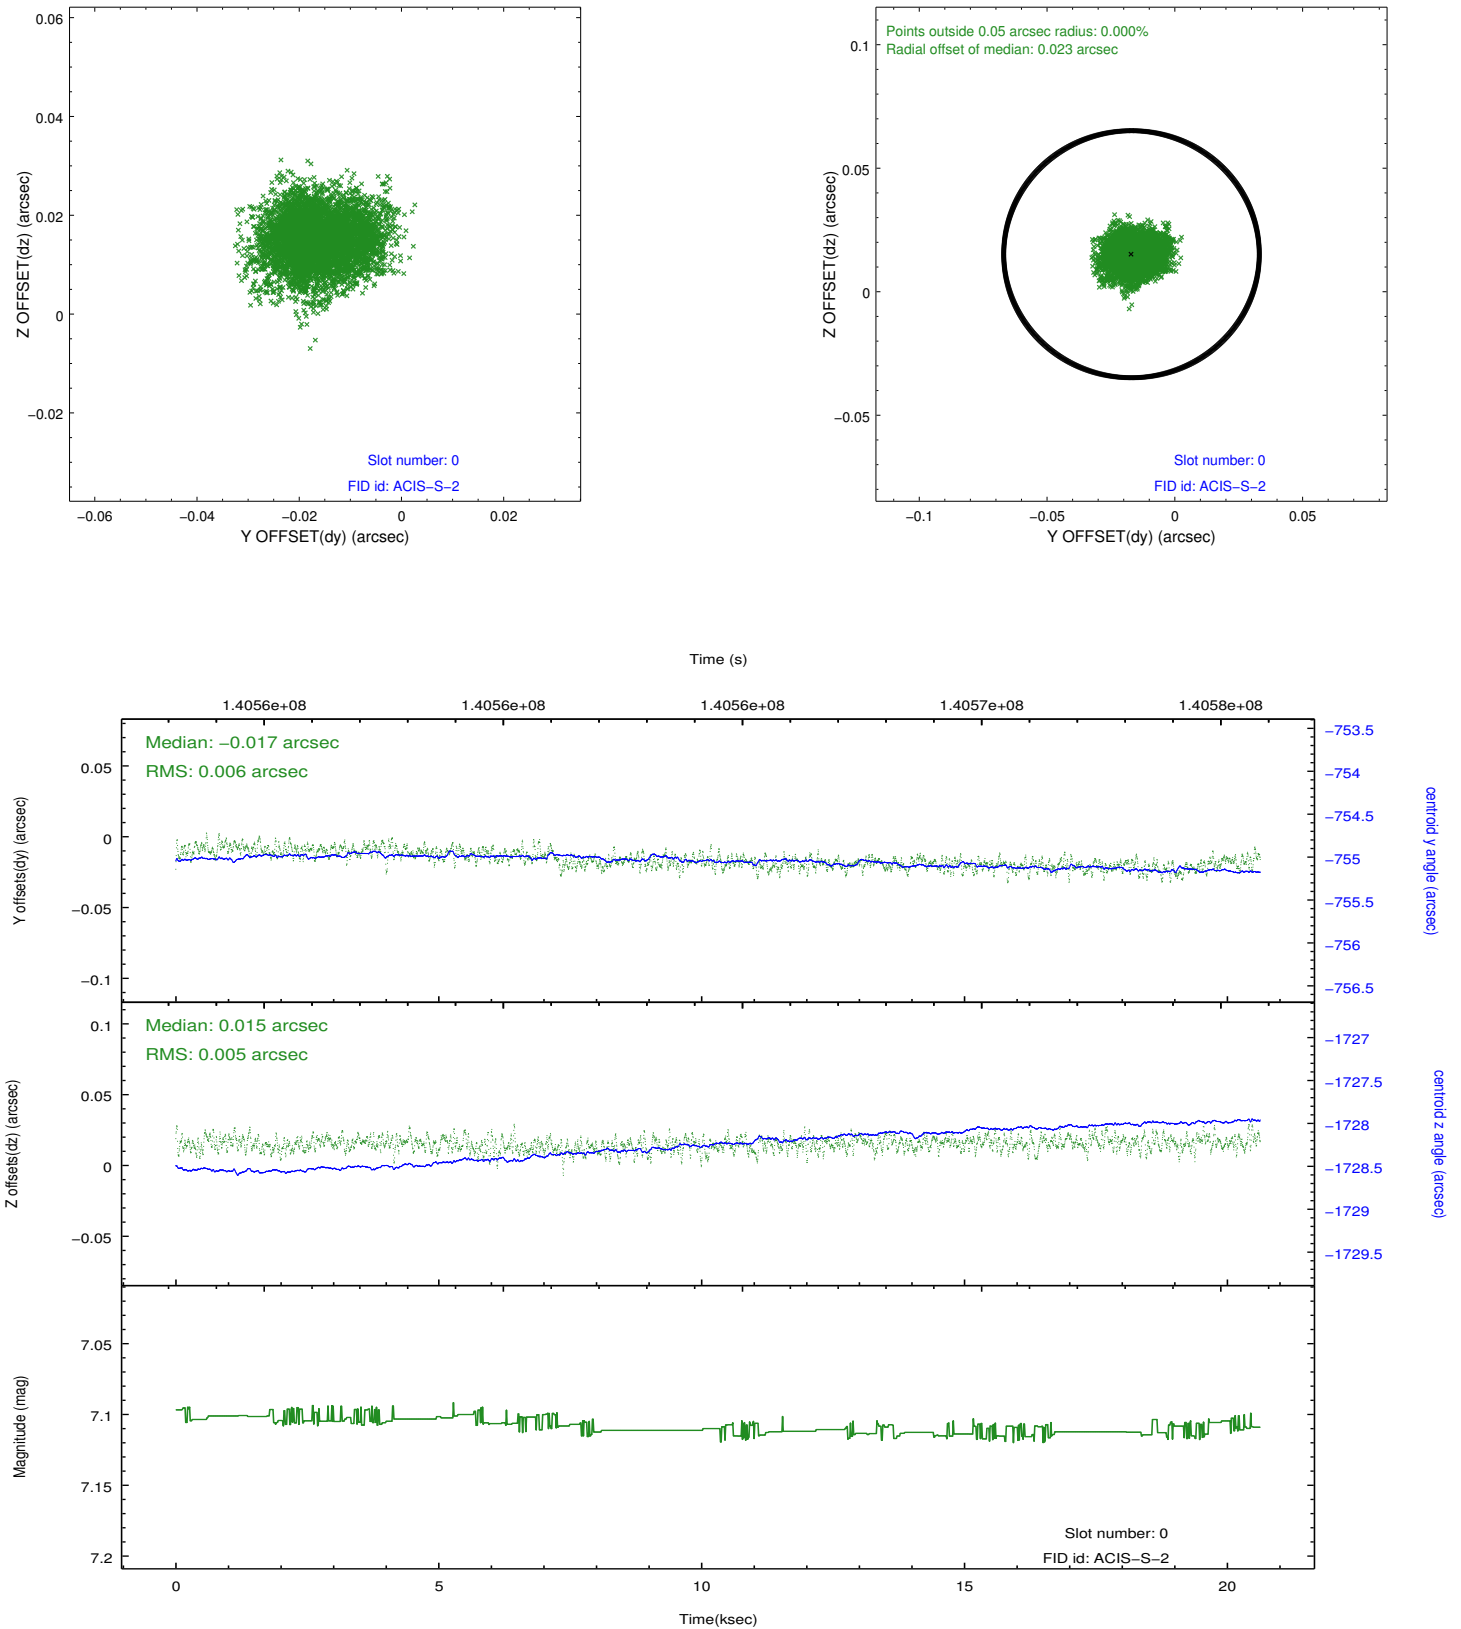 0.06
0.04
0.02
0
−0.02
Z OFFSET(dz) (arcsec)
Slot number: 0
FID id: ACIS−S−2
−0.06 −0.04 −0.02 0 0.02
Y OFFSET(dy) (arcsec)
Points outside 0.05 arcsec radius: 0.000%
Radial offset of median: 0.023 arcsec
0.1
0.05
0
−0.05
Z OFFSET(dz) (arcsec)
Slot number: 0
FID id: ACIS−S−2
−0.1 −0.05 0 0.05
Y OFFSET(dy) (arcsec)
Time (s)
1.4056e+08 1.4056e+08 1.4056e+08 1.4057e+08 1.4058e+08
Median: −0.017 arcsec
RMS: 0.006 arcsec
0.05
0
−0.05
−0.1
Y offsets(dy) (arcsec)
−753.5
−754
−754.5
−755
−755.5
−756
−756.5
centroid y angle (arcsec)
Median: 0.015 arcsec
RMS: 0.005 arcsec
0.1
0.05
0
−0.05
Z offsets(dz) (arcsec)
−1727
−1727.5
−1728
−1728.5
−1729
−1729.5
centroid z angle (arcsec)
7.05
7.1
7.15
7.2
Magnitude (mag)
Slot number: 0
FID id: ACIS−S−2
0 5 10 15 20
Time(ksec)